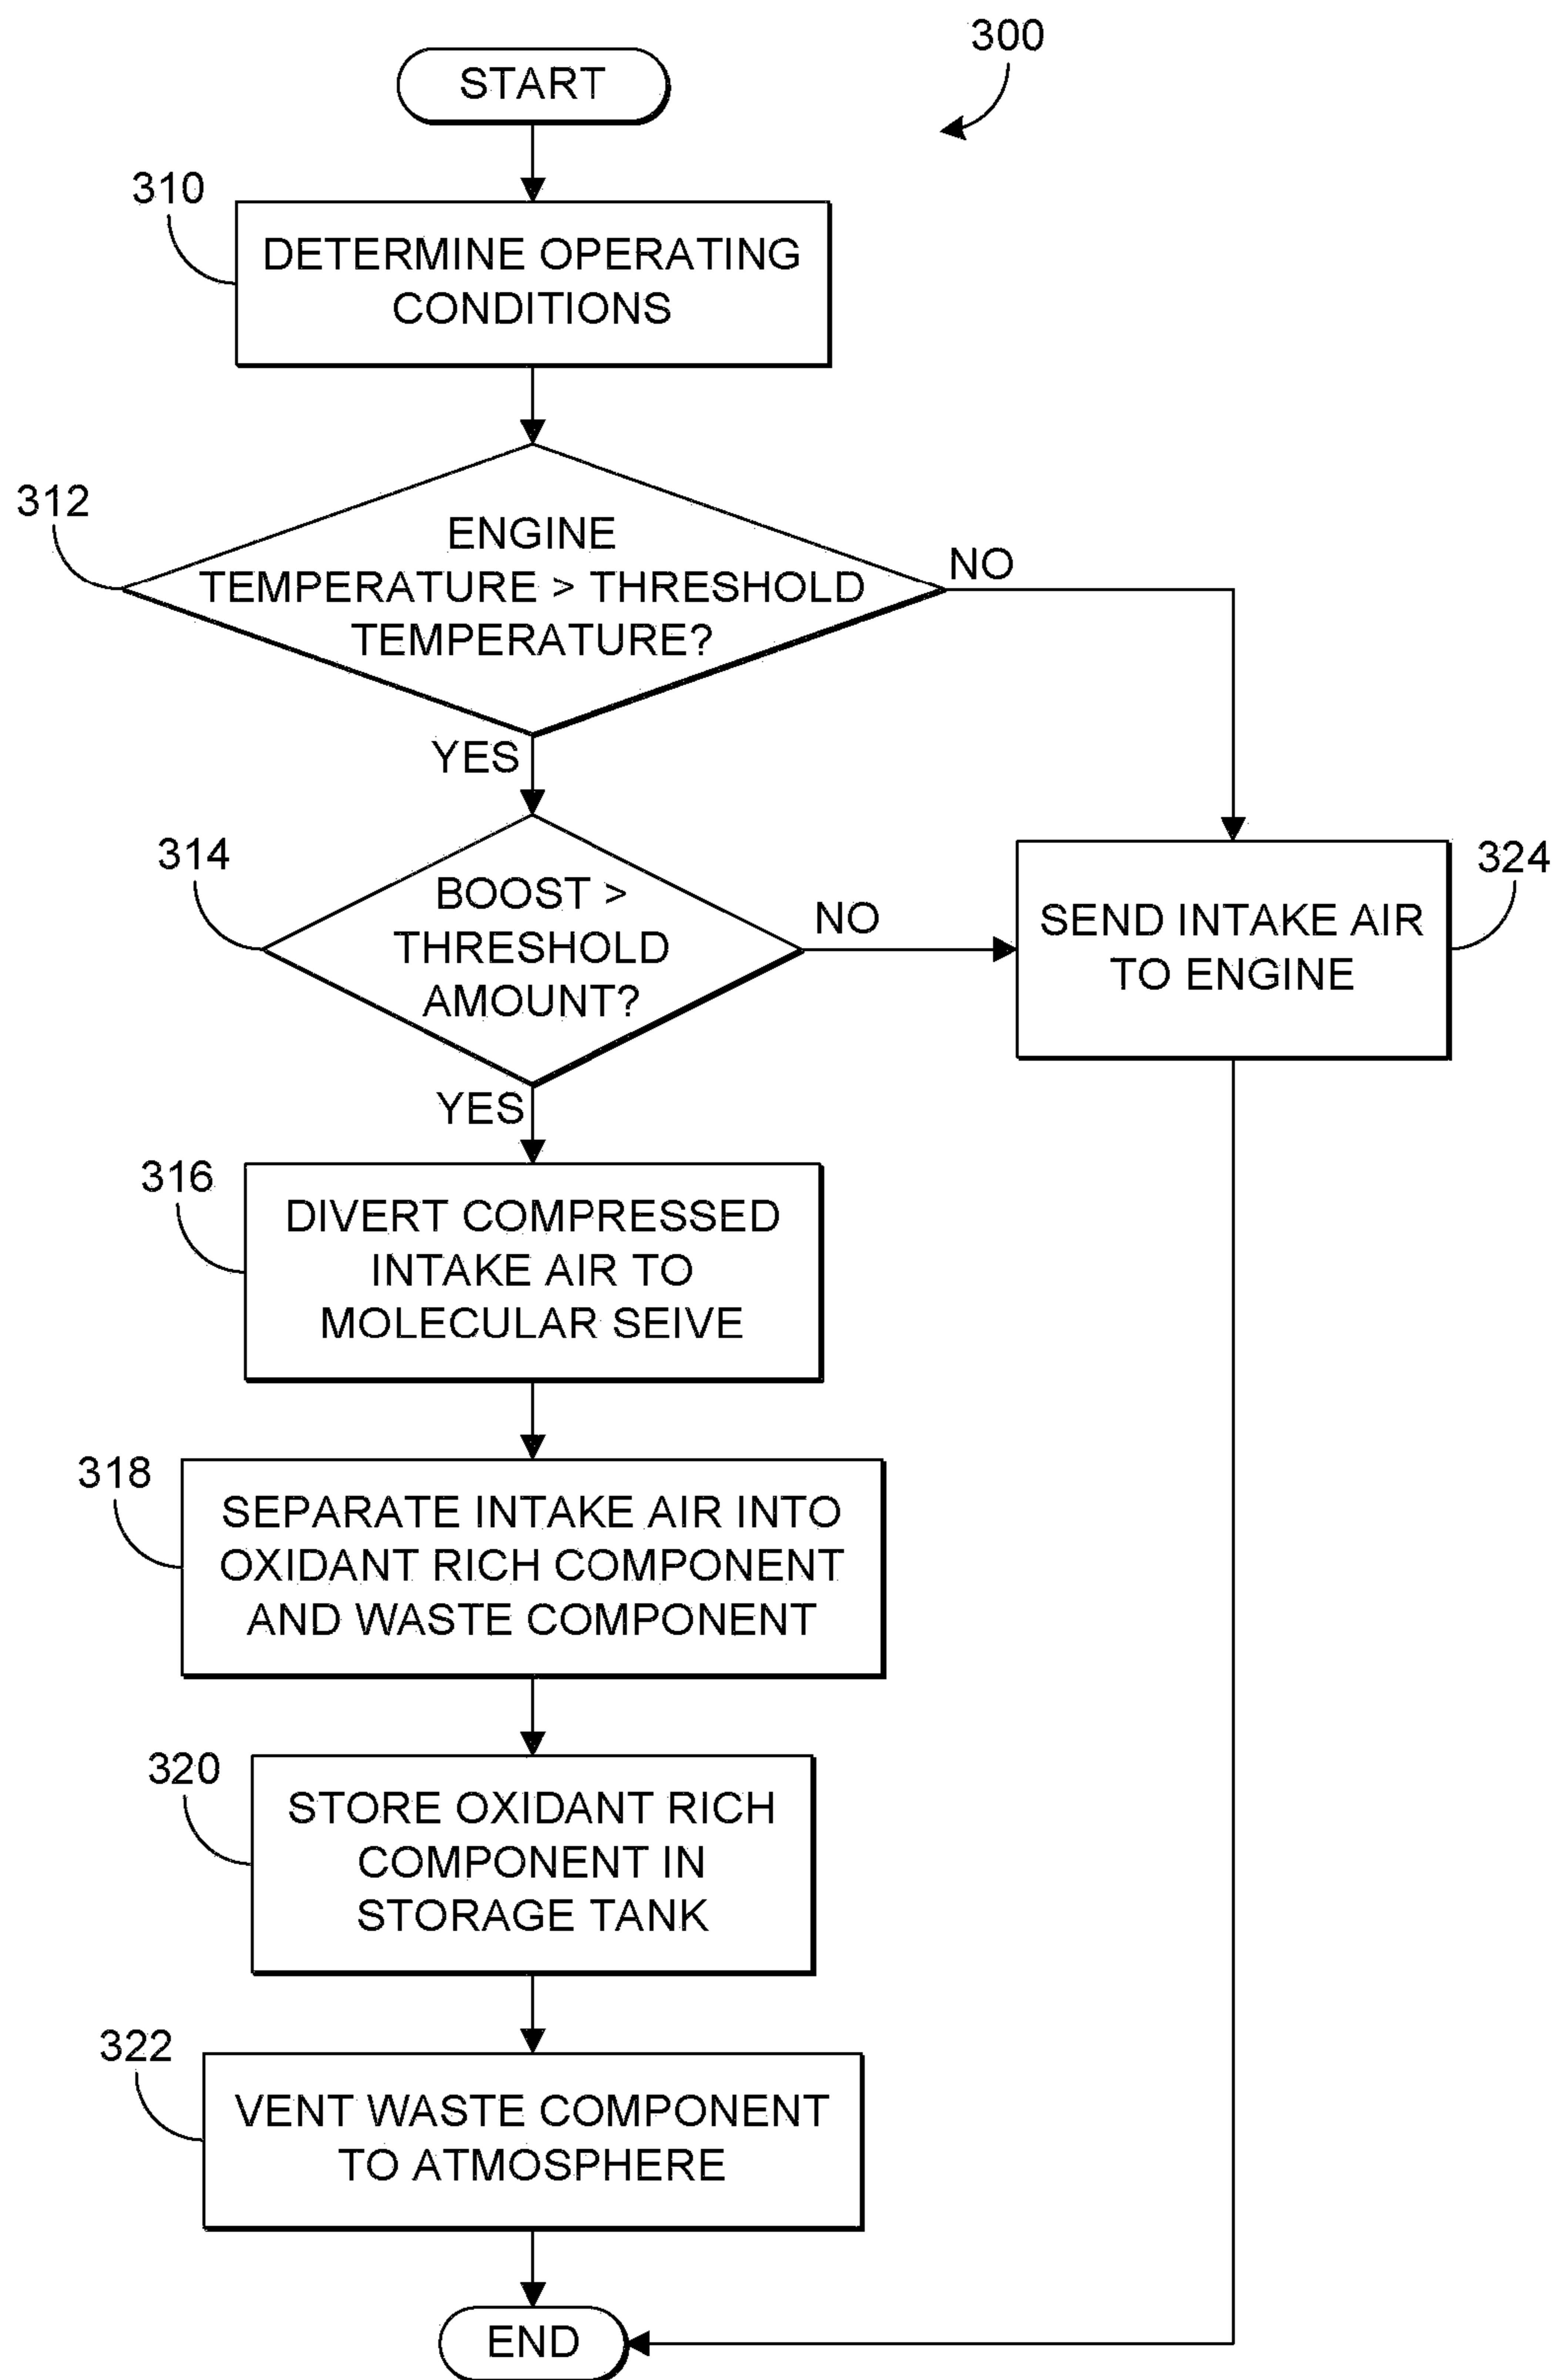 300
START
310
DETERMINE OPERATING
CONDITIONS
312
ENGINE
TEMPERATURE > THRESHOLD
TEMPERATURE?
NO
YES
314
BOOST >
THRESHOLD
AMOUNT?
NO
324
SEND INTAKE AIR
TO ENGINE
YES
316
DIVERT COMPRESSED
INTAKE AIR TO
MOLECULAR SEIVE
318
SEPARATE INTAKE AIR INTO
OXIDANT RICH COMPONENT
AND WASTE COMPONENT
320
STORE OXIDANT RICH
COMPONENT IN
STORAGE TANK
322
VENT WASTE COMPONENT
TO ATMOSPHERE
END